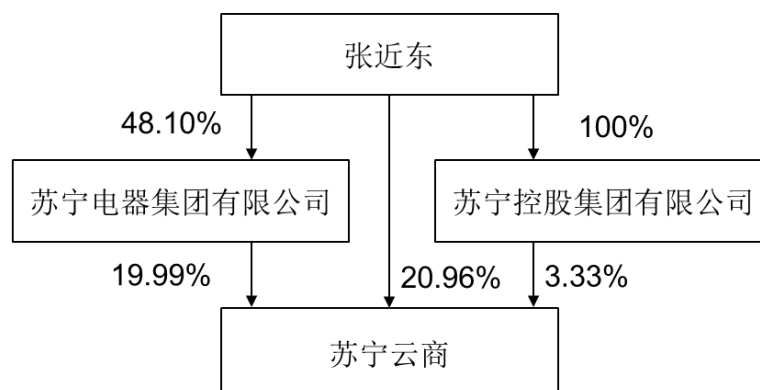 张近东
48.10%
100%
苏宁电器集团有限公司
苏宁控股集团有限公司
19.99%
20.96%
3.33%
苏宁云商